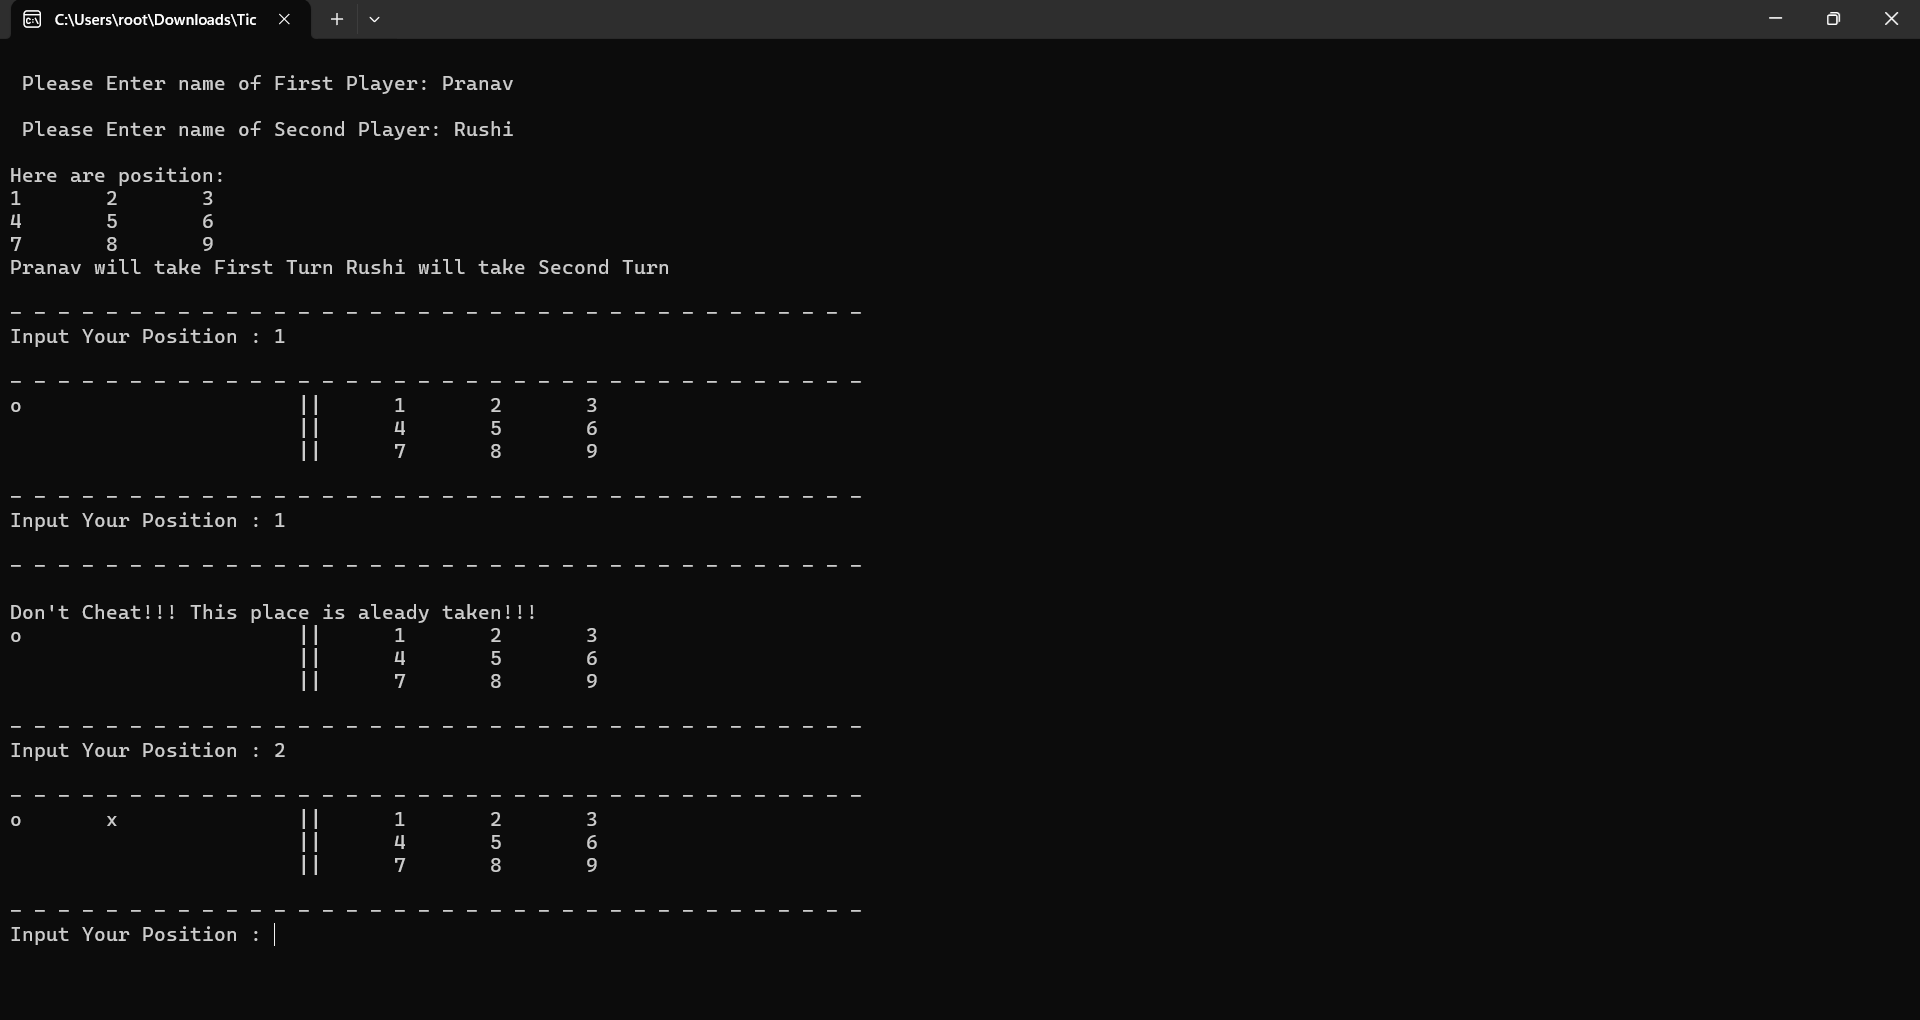 C:\Users\root\Downloads\Tic
Please Enter name of First Player: Pranav
Please Enter name of Second Player: Rushi
Here are position:
1 2 3
4 5 6
7 8 9
Pranav will take First Turn Rushi will take Second Turn
- - - - - - - - - - - - - - - - - - - - - - - - - - - - - - - - - - - -
Input Your Position : 1
- - - - - - - - - - - - - - - - - - - - - - - - - - - - - - - - - - - -
o || 1 2 3
|| 4 5 6
|| 7 8 9
- - - - - - - - - - - - - - - - - - - - - - - - - - - - - - - - - - - -
Input Your Position : 1
- - - - - - - - - - - - - - - - - - - - - - - - - - - - - - - - - - - -
Don't Cheat!!! This place is aleady taken!!!
o || 1 2 3
|| 4 5 6
|| 7 8 9
- - - - - - - - - - - - - - - - - - - - - - - - - - - - - - - - - - - -
Input Your Position : 2
- - - - - - - - - - - - - - - - - - - - - - - - - - - - - - - - - - - -
o x || 1 2 3
|| 4 5 6
|| 7 8 9
- - - - - - - - - - - - - - - - - - - - - - - - - - - - - - - - - - - -
Input Your Position :